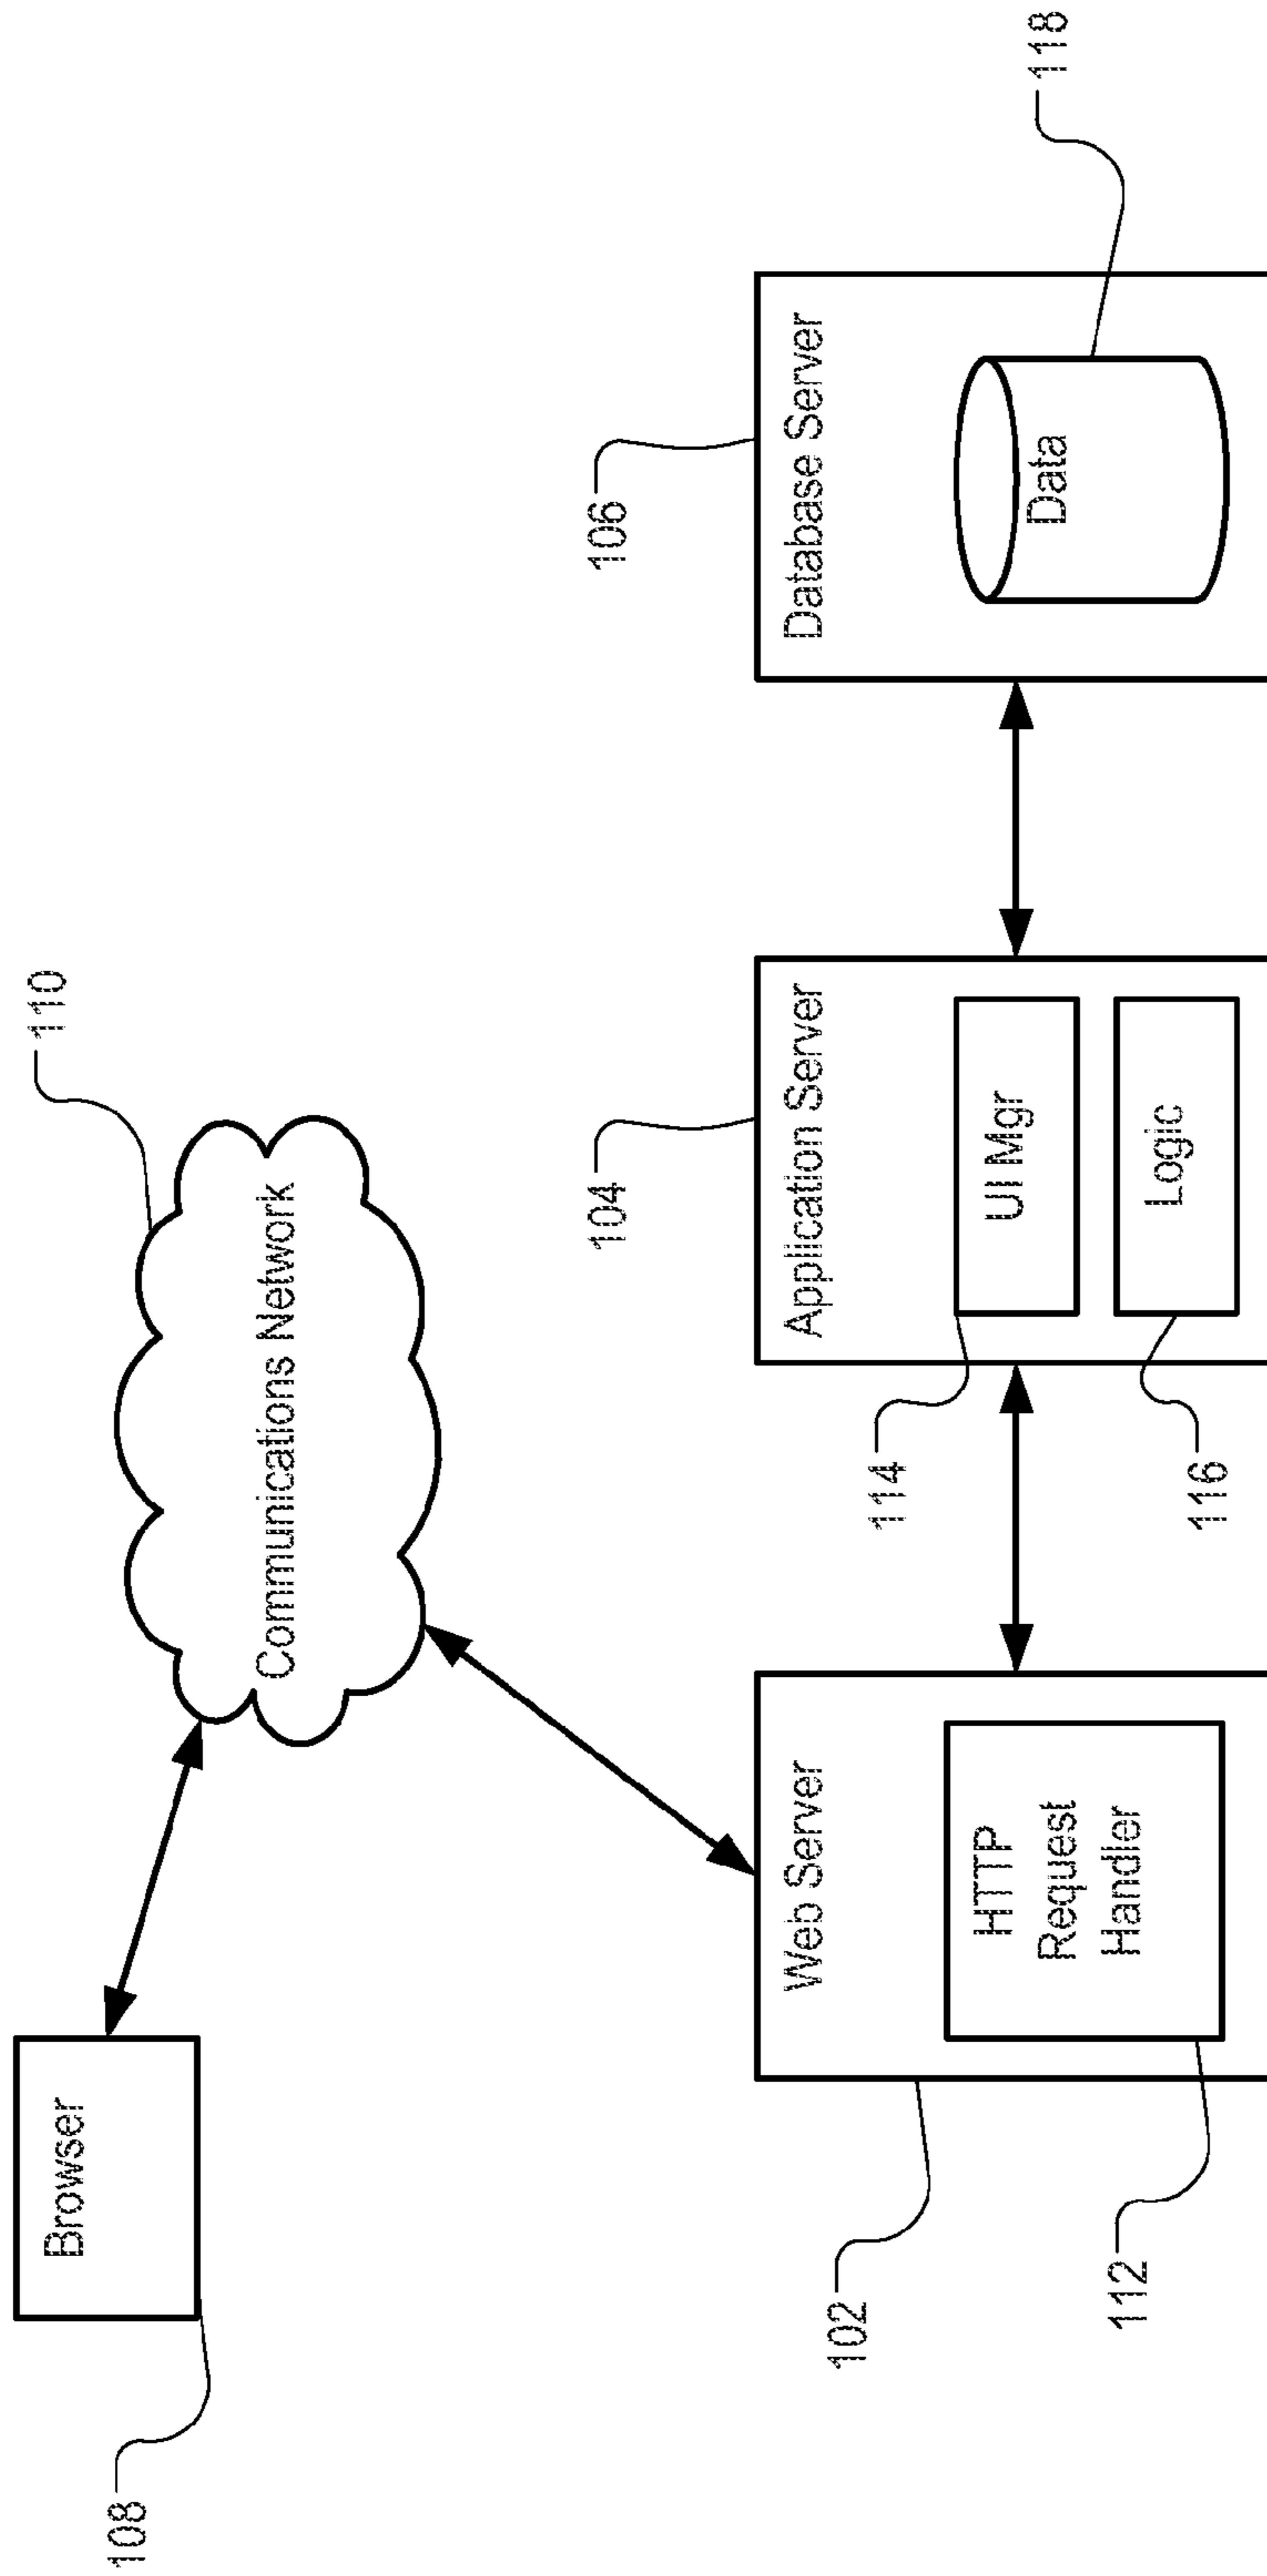 Browser
108
110
Communications Network
102
Web Server
HTTP
Request
Handler
112
104
Application Server
UI Mgr
114
Logic
116
106
Database Server
Data
118